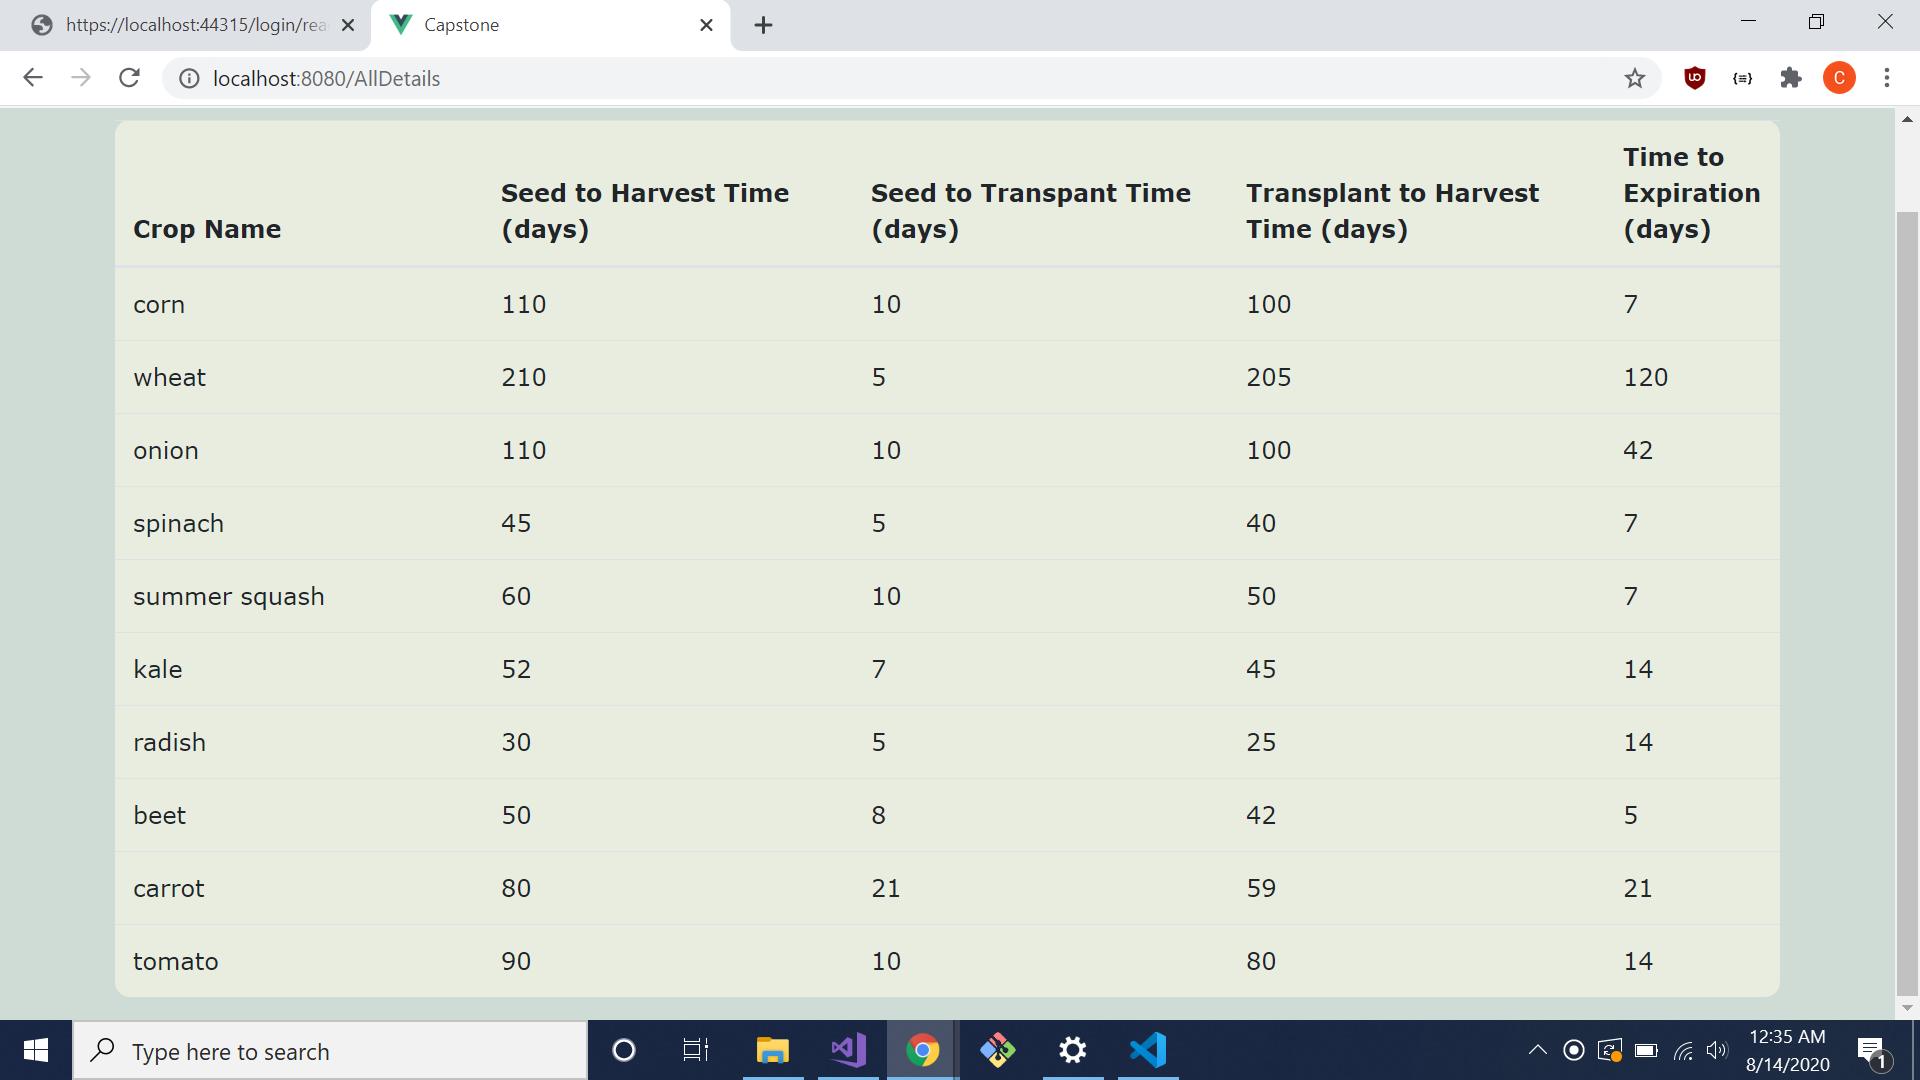 https://localhost:44315/login/rea
Capstone
localhost:8080/AllDetails
C
Crop Name
Seed to Harvest Time
(days)
Seed to Transpant Time
(days)
Transplant to Harvest
Time (days)
Time to
Expiration
(days)
corn 110 10 100 7
wheat 210 5 205 120
onion 110 10 100 42
spinach 45 5 40 7
summer squash 60 10 50 7
kale 52 7 45 14
radish 30 5 25 14
beet 50 8 42 5
carrot 80 21 59 21
tomato 90 10 80 14
Type here to search
12:35 AM
8/14/2020
1